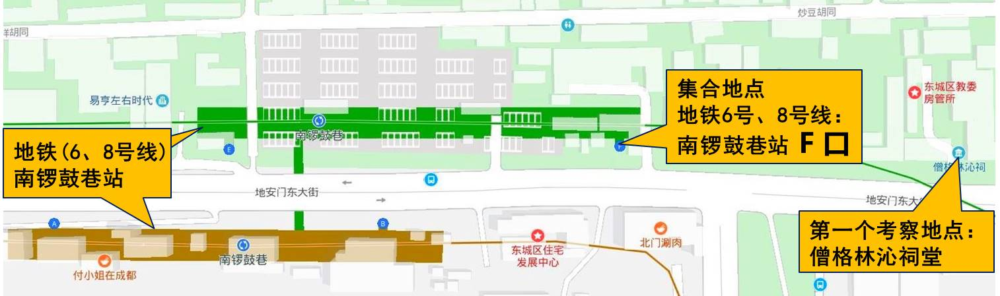 炒豆胡同
羊胡同
集合地点
地铁6号、8号线：
南锣鼓巷站 F 口
东城区教委
房管所
易亨左右时代
南锣鼓巷
E
F
地铁(6、8号线)
南锣鼓巷站
僧格林沁祠
地安门东大街
地安门东大
A
B
第一个考察地点：
僧格林沁祠堂
南锣鼓巷
东城区住宅
发展中心
北门涮肉
付小姐在成都